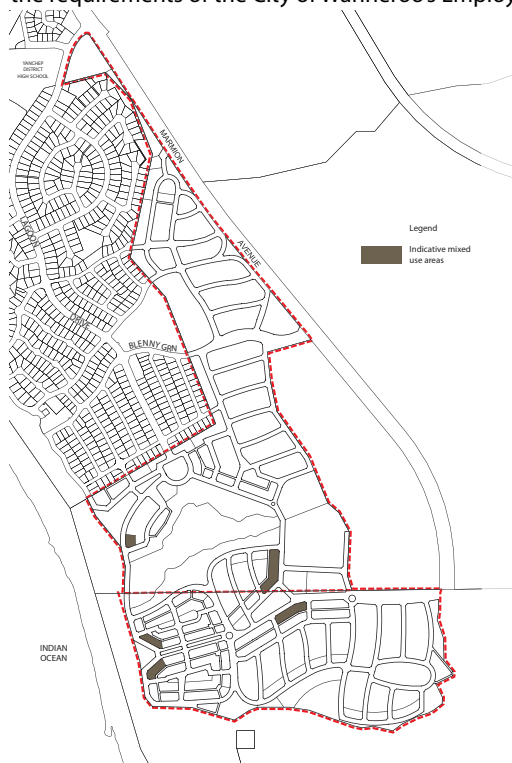 the requirements of the City of Wanneroo's Employ
YANCHEP
DISTRICT
HIGH SCHOOL
MARMION
AVENUE
LAGOON
DRIVE
BLENNY GRN
Legend
Indicative mixed
use areas
INDIAN
OCEAN